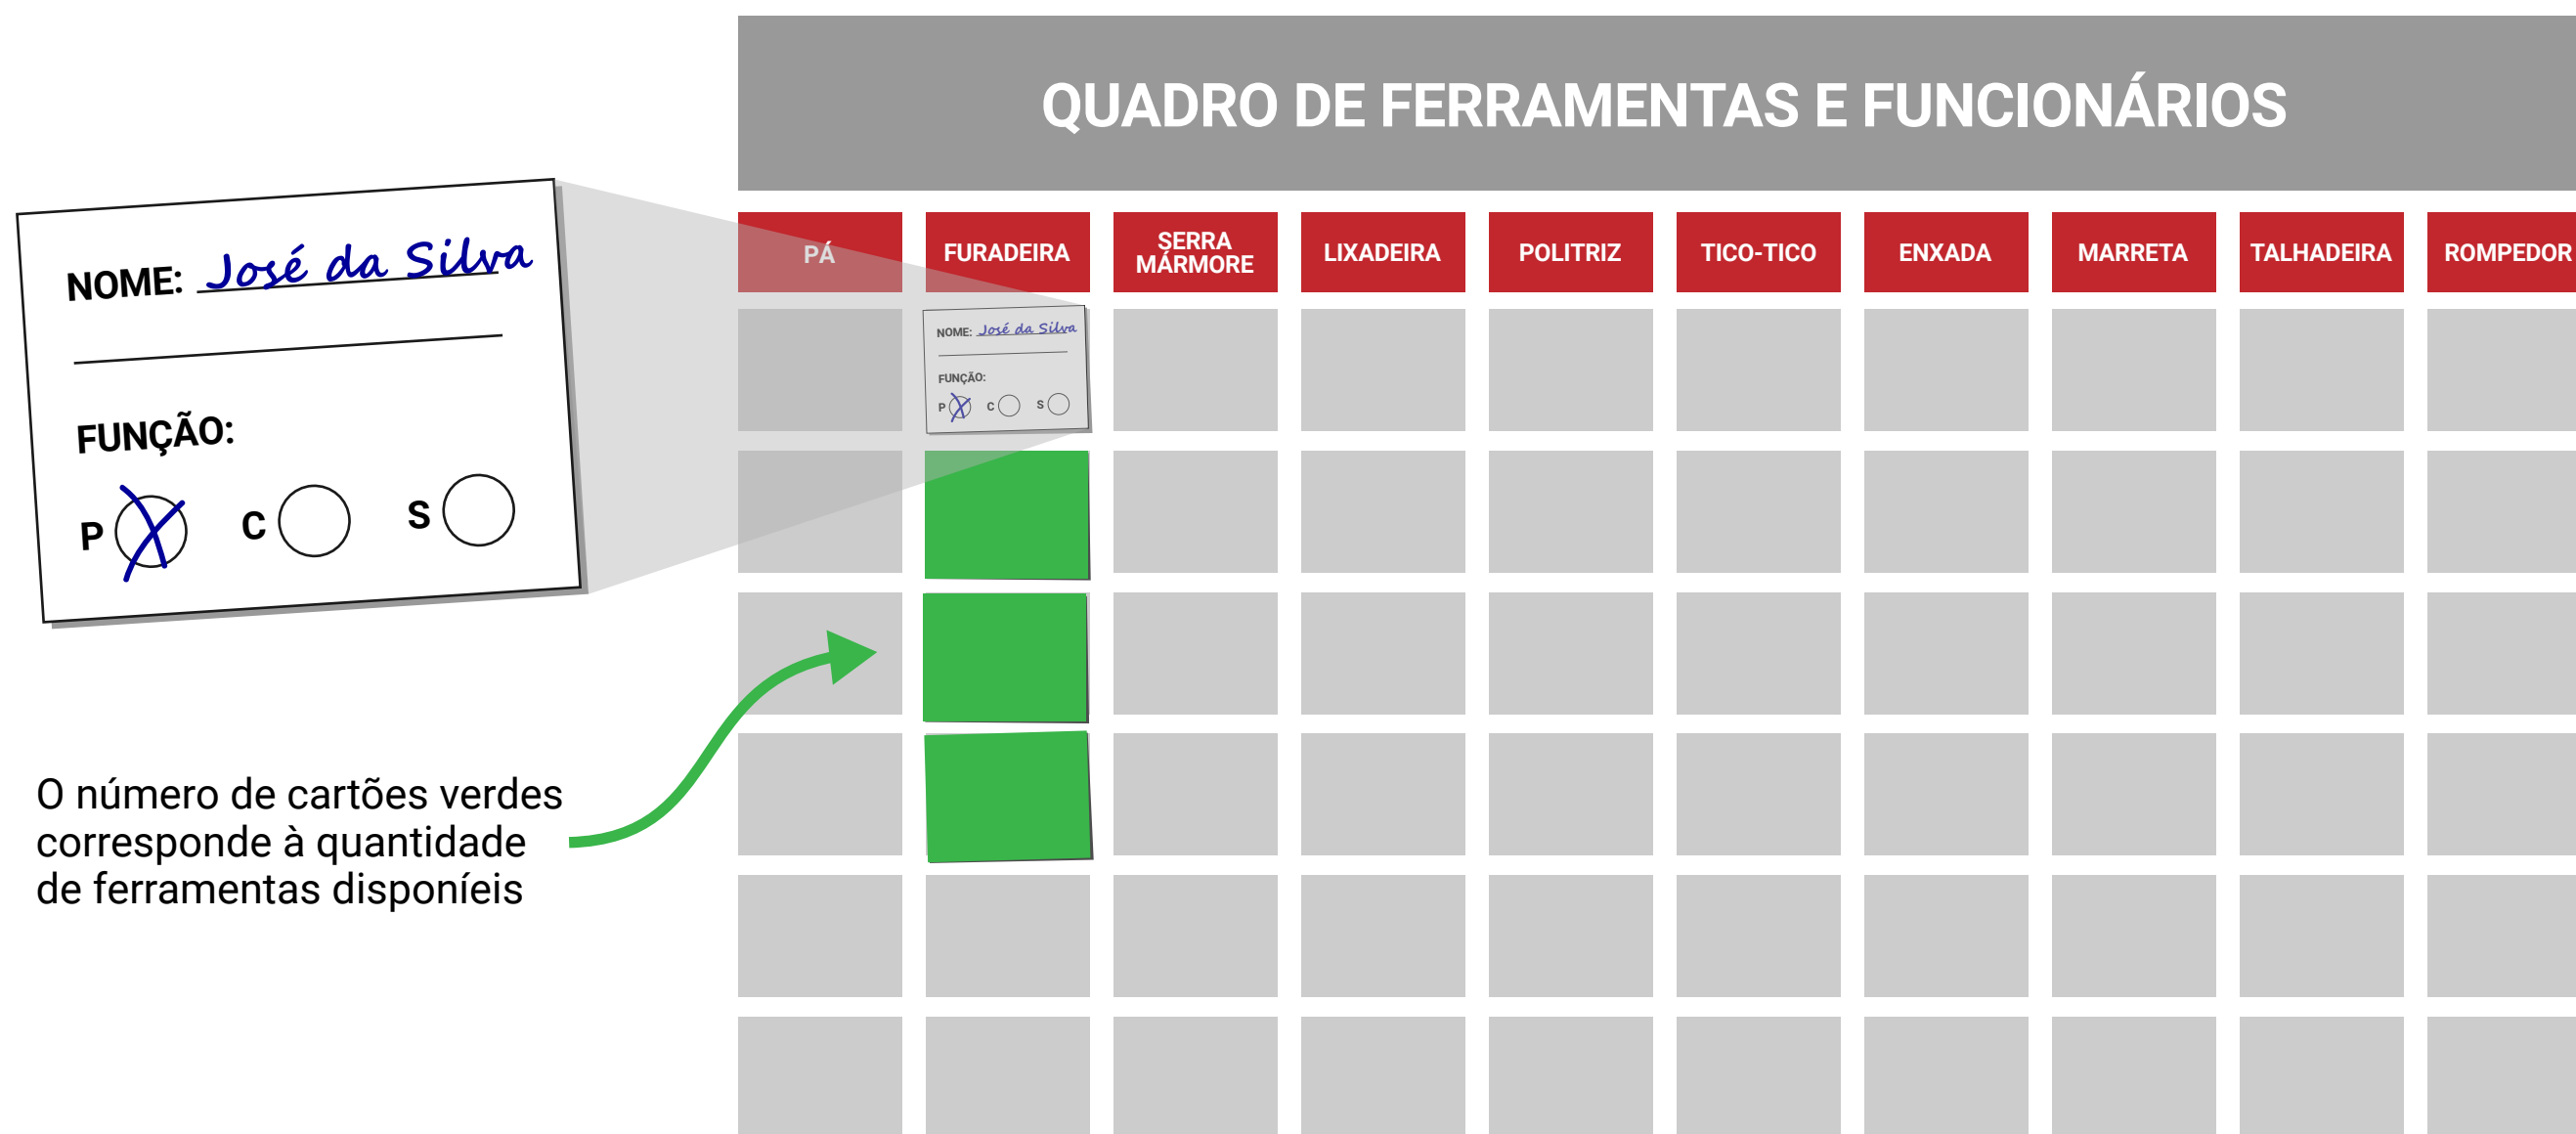 QUADRO DE FERRAMENTAS E FUNCIONÁRIOS
NOME: José da Silva
FUNÇÃO:
P C S
PÁ FURADEIRA SERRA MÁRMORE LIXADEIRA POLITRIZ TICO-TICO ENXADA MARRETA TALHADEIRA ROMPEDOR
NOME: José da Silva
FUNÇÃO:
P C S
O número de cartões verdes
corresponde à quantidade
de ferramentas disponíeis